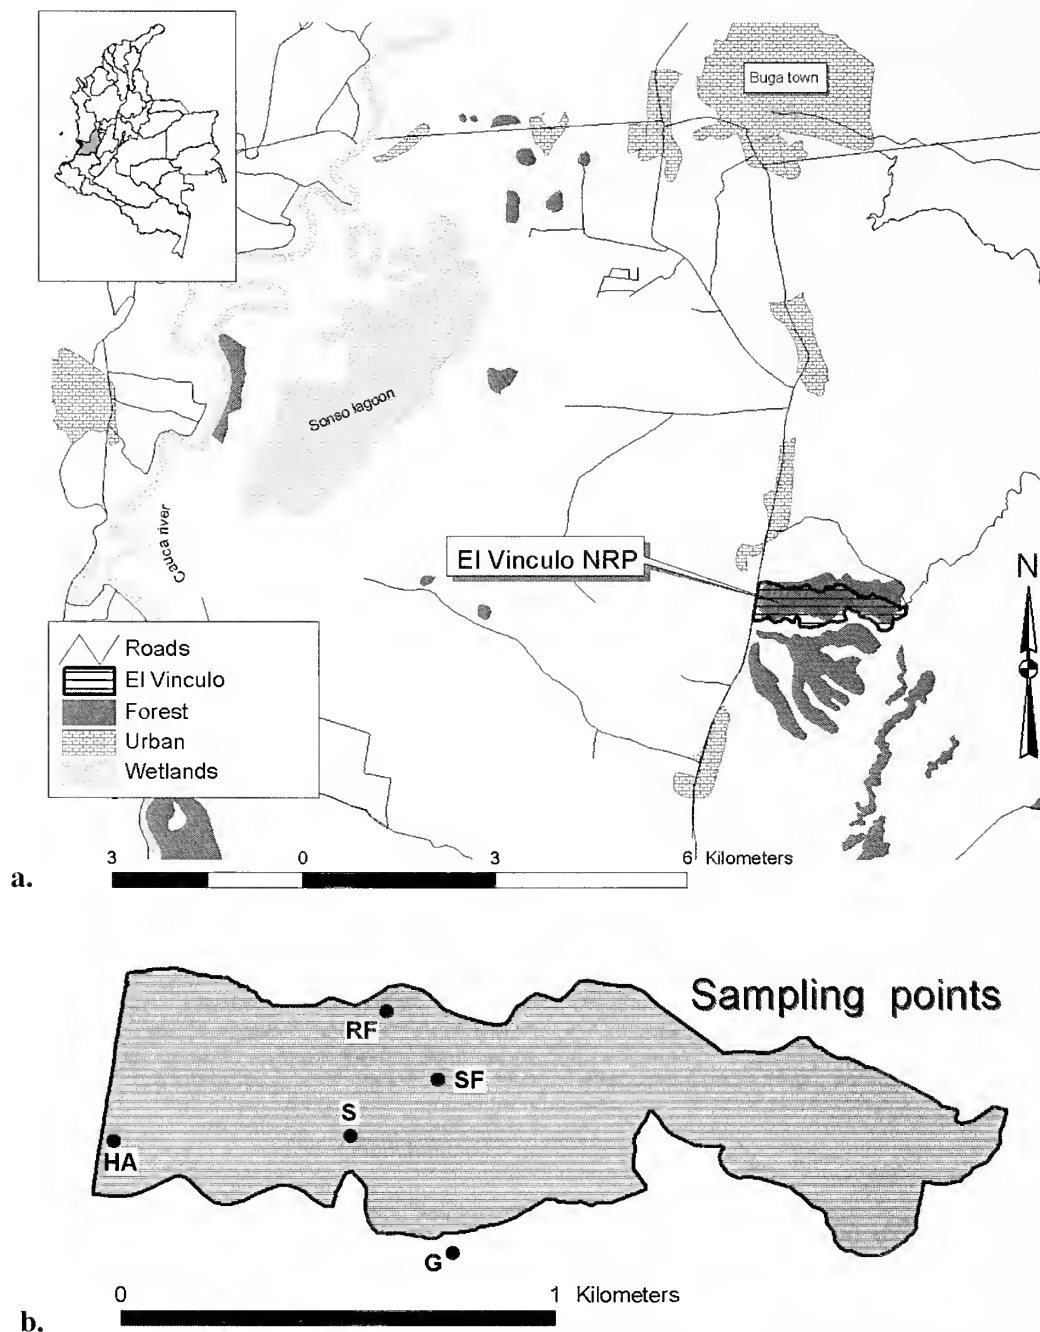 Buga town
Sonso lagoon
Cauca river
El Vinculo NRP
N
Roads
El Vinculo
Forest
Urban
Wetlands
3 0 3 6 Kilometers
a.
Sampling points
RF
SF
S
HA
G
0 1 Kilometers
b.